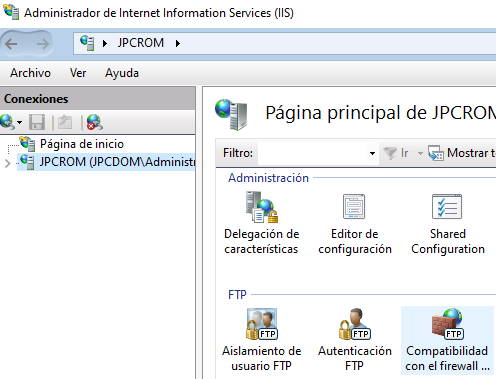 Administrador de Internet Information Services (IIS)
JPCROM
Archivo Ver Ayuda
Conexiones
Página de inicio
JPCROM (JPCDOM\Administr
Página principal de JPCROM
Filtro: Ir Mostrar t
Administración
Delegación de características
Editor de configuración
Shared Configuration
FTP
FTP
FTP
FTP
Aislamiento de usuario FTP
Autenticación FTP
Compatibilidad con el firewall ...